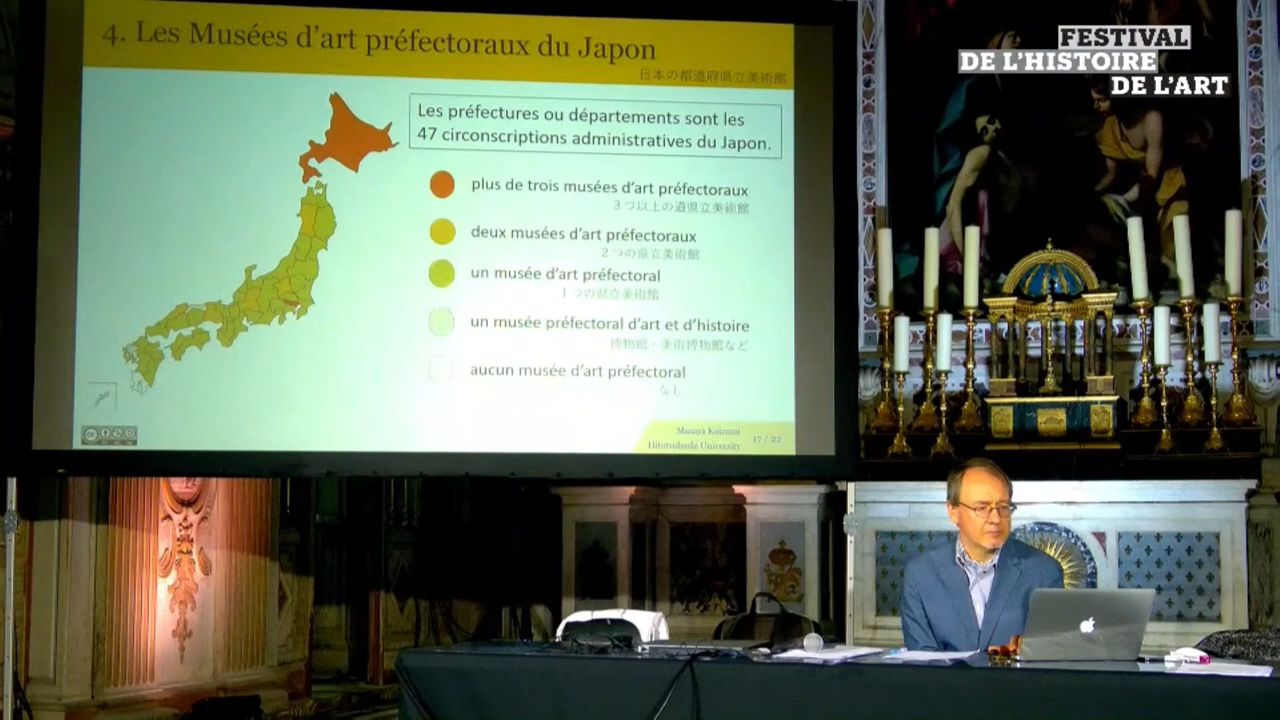 4. Les Musées d'art préfectoraux du Japon
日本の都道府県立美術館
Les préfectures ou départements sont les
47 circonscriptions administratives du Japon.
plus de trois musées d'art préfectoraux
3つ以上の道県立美術館
deux musées d'art préfectoraux
2つの県立美術館
un musée d'art préfectoral
1つの県立美術館
un musée préfectoral d'art et d'histoire
博物館・美術博物館など
aucun musée d'art préfectoral
なし
Masaya Koizumi
Hitotsubashi University
17 / 22
FESTIVAL
DE L'HISTOIRE
DE L'ART